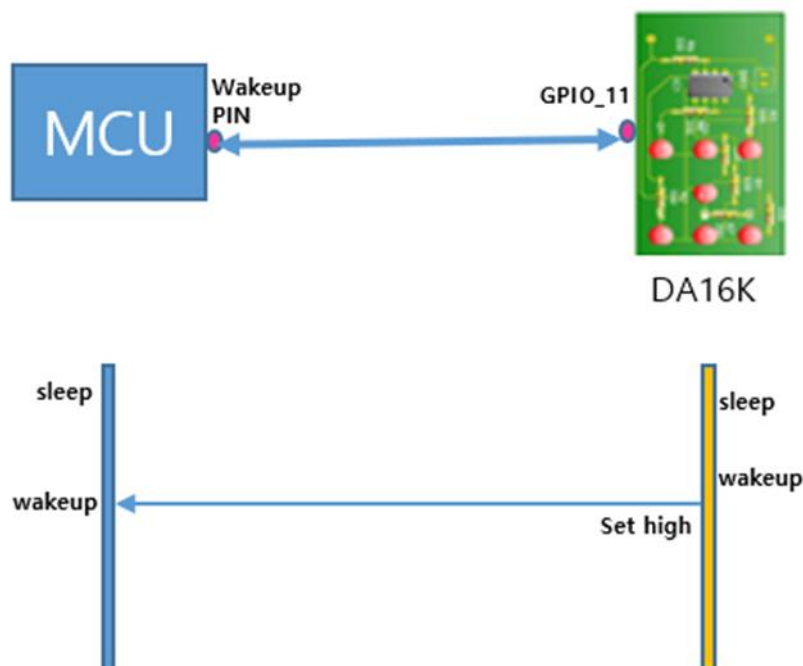 MCU
Wakeup
PIN
GPIO_11
DA16K
sleep
sleep
wakeup
wakeup
Set high